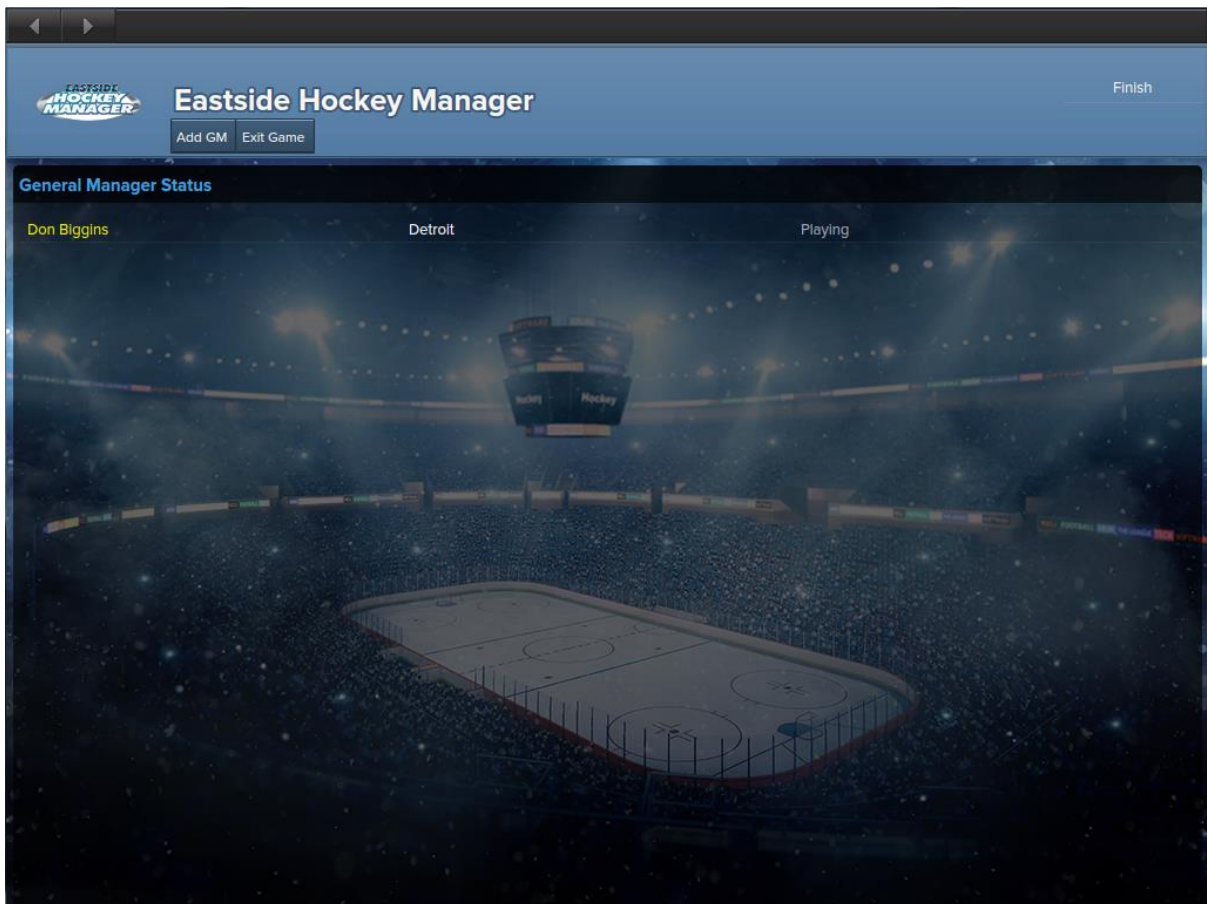 EASTSIDE
HOCKEY
MANAGER
Eastside Hockey Manager
Finish
Add GM Exit Game
General Manager Status
Don Biggins Detroit Playing
Hockey Hockey